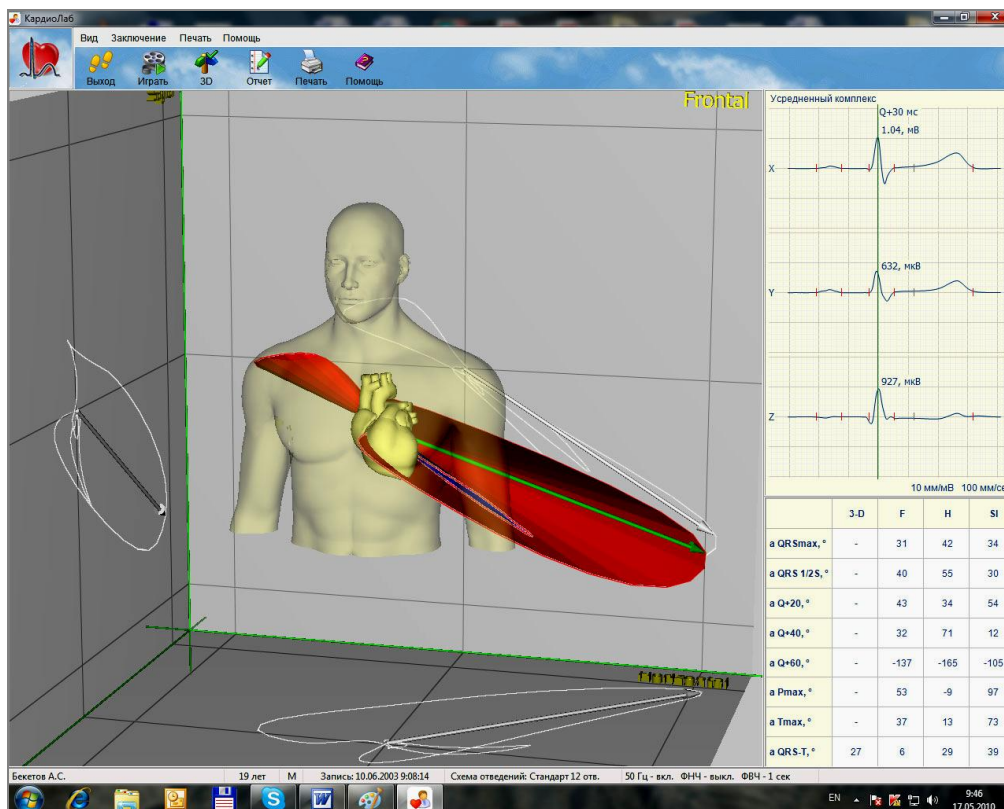 КардиоЛаб
Вид Заключение Печать Помощь
Выход Играть 3D Отчет Печать Помощь
Frontal
Усредненный комплекс
Q+30 мс
1.04, мВ
X
632, мкВ
Y
927, мкВ
Z
10 мм/мВ 100 мм/се
3-D F H SI
a QRSmax, ° - 31 42 34
a QRS 1/2S, ° - 40 55 30
a Q+20, ° - 43 34 54
a Q+40, ° - 32 71 12
a Q+60, ° - -137 -165 -105
a Pmax, ° - 53 -9 97
a Tmax, ° - 37 13 73
a QRS-T, ° 27 6 29 39
Бекетов А.С. 19 лет М Запись: 10.06.2003 9:08:14 Схема отведений: Стандарт 12 отв. 50 Гц - вкл. ФНЧ - выкл. ФВЧ - 1 сек
EN 9:46